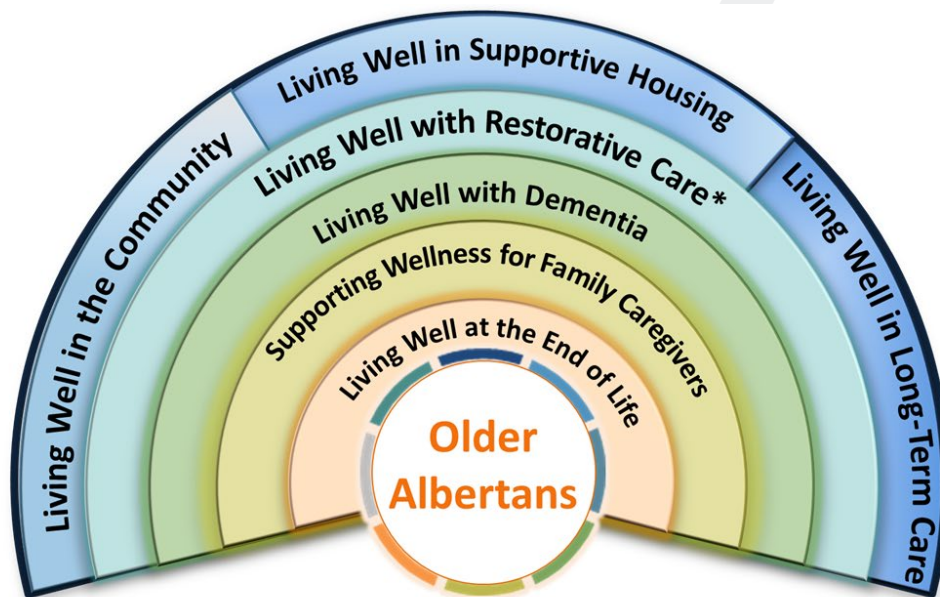 Living Well in the Community
Living Well in Supportive Housing
Living Well in Long-Term Care
Living Well with Restorative Care*
Living Well with Dementia
Supporting Wellness for Family Caregivers
Living Well at the End of Life
Older
Albertans